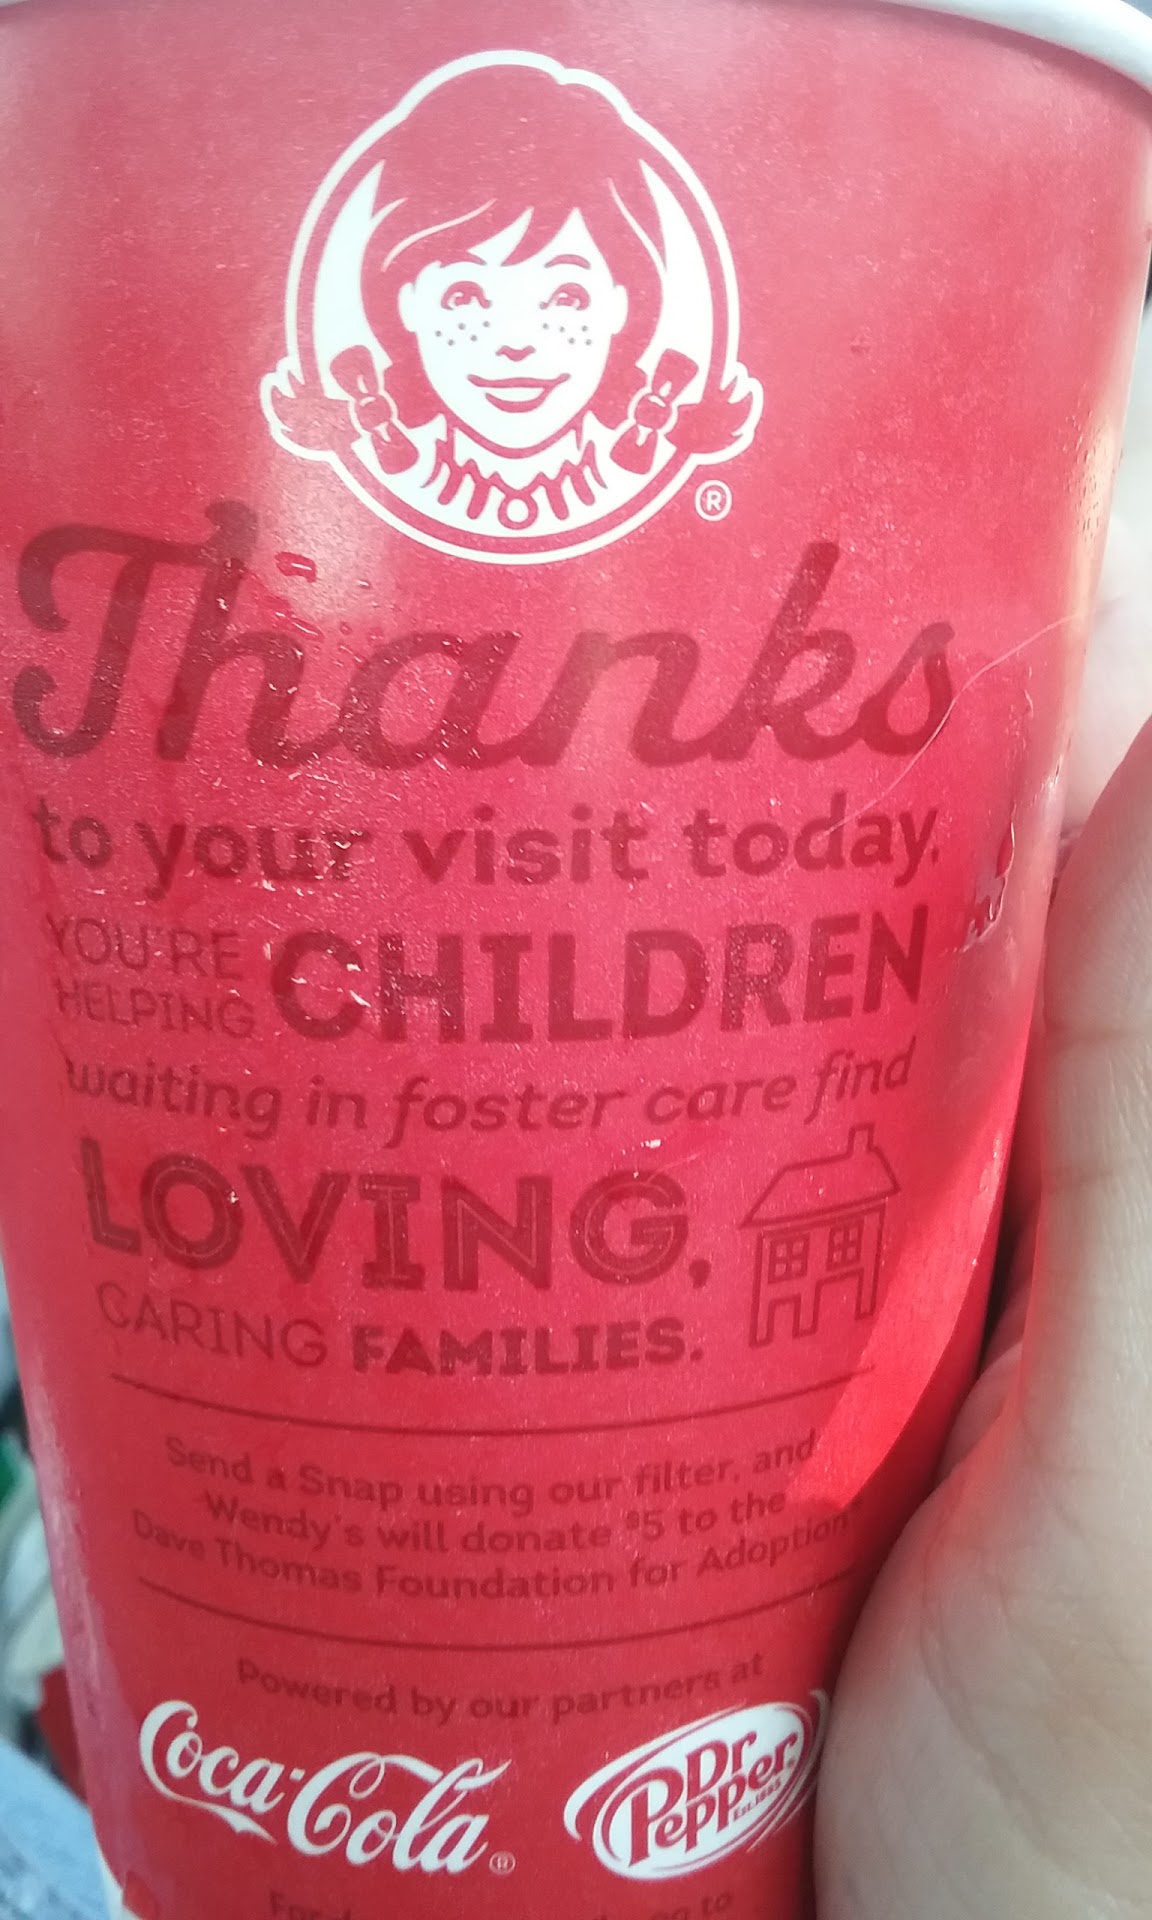 ®
Thanks
to your visit today,
YOU'RE HELPING CHILDREN
waiting in foster care find
LOVING,
CARING FAMILIES.
Send a Snap using our filter, and
Wendy's will donate $5 to the
Dave Thomas Foundation for Adoption
Powered by our partners at
Coca-Cola® Dr Pepper
to